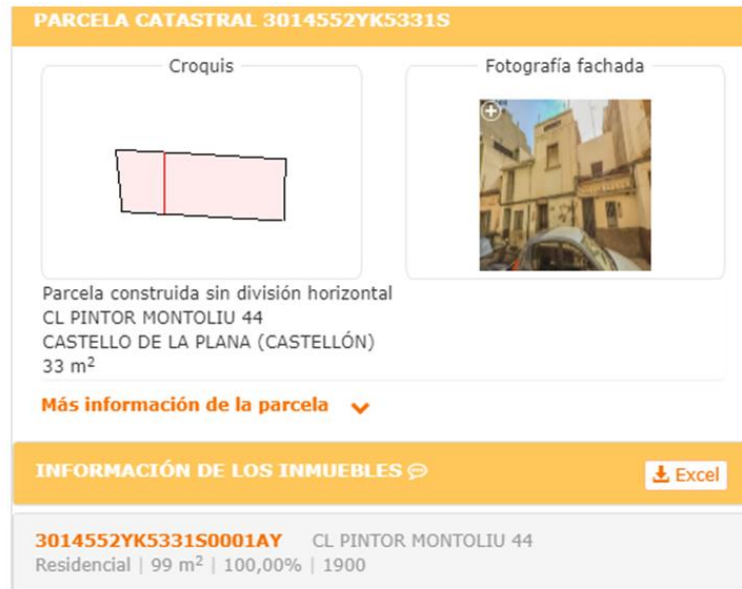 PARCELA CATASTRAL 3014552YK5331S
Croquis
Fotografía fachada
Parcela construida sin división horizontal
CL PINTOR MONTOLIU 44
CASTELLO DE LA PLANA (CASTELLÓN)
33 m²
Más información de la parcela
INFORMACIÓN DE LOS INMUEBLES
Excel
3014552YK5331S0001AY CL PINTOR MONTOLIU 44
Residencial | 99 m² | 100,00% | 1900